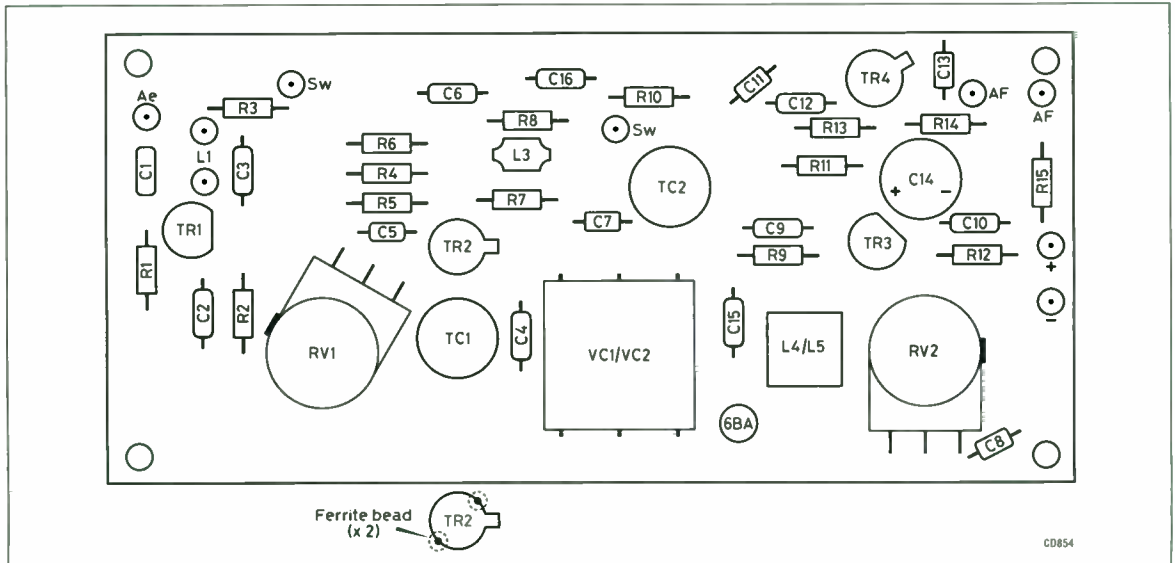 Ae
Sw
R3
C6
C16
R10
C11
TR4
C13
AF
AF
C12
R8
Sw
R13
R14
L1
C1
C3
R6
R4
R5
C5
L3
R7
C7
TC2
R11
C14
+ -
R15
TR1
TR2
C9
R9
TR3
C10
R12
+
-
R1
C2
R2
RV1
TC1
C4
VC1/VC2
C15
L4/L5
RV2
6BA
C8
Ferrite bead
(x 2)
TR2
CD854